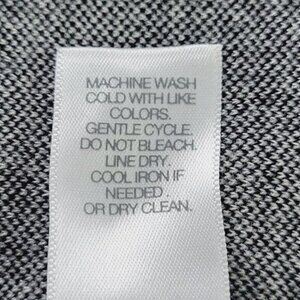 MACHINE WASH
COLD WITH LIKE
COLORS.
GENTLE CYCLE.
DO NOT BLEACH.
LINE DRY.
COOL IRON IF
NEEDED.
OR DRY CLEAN.